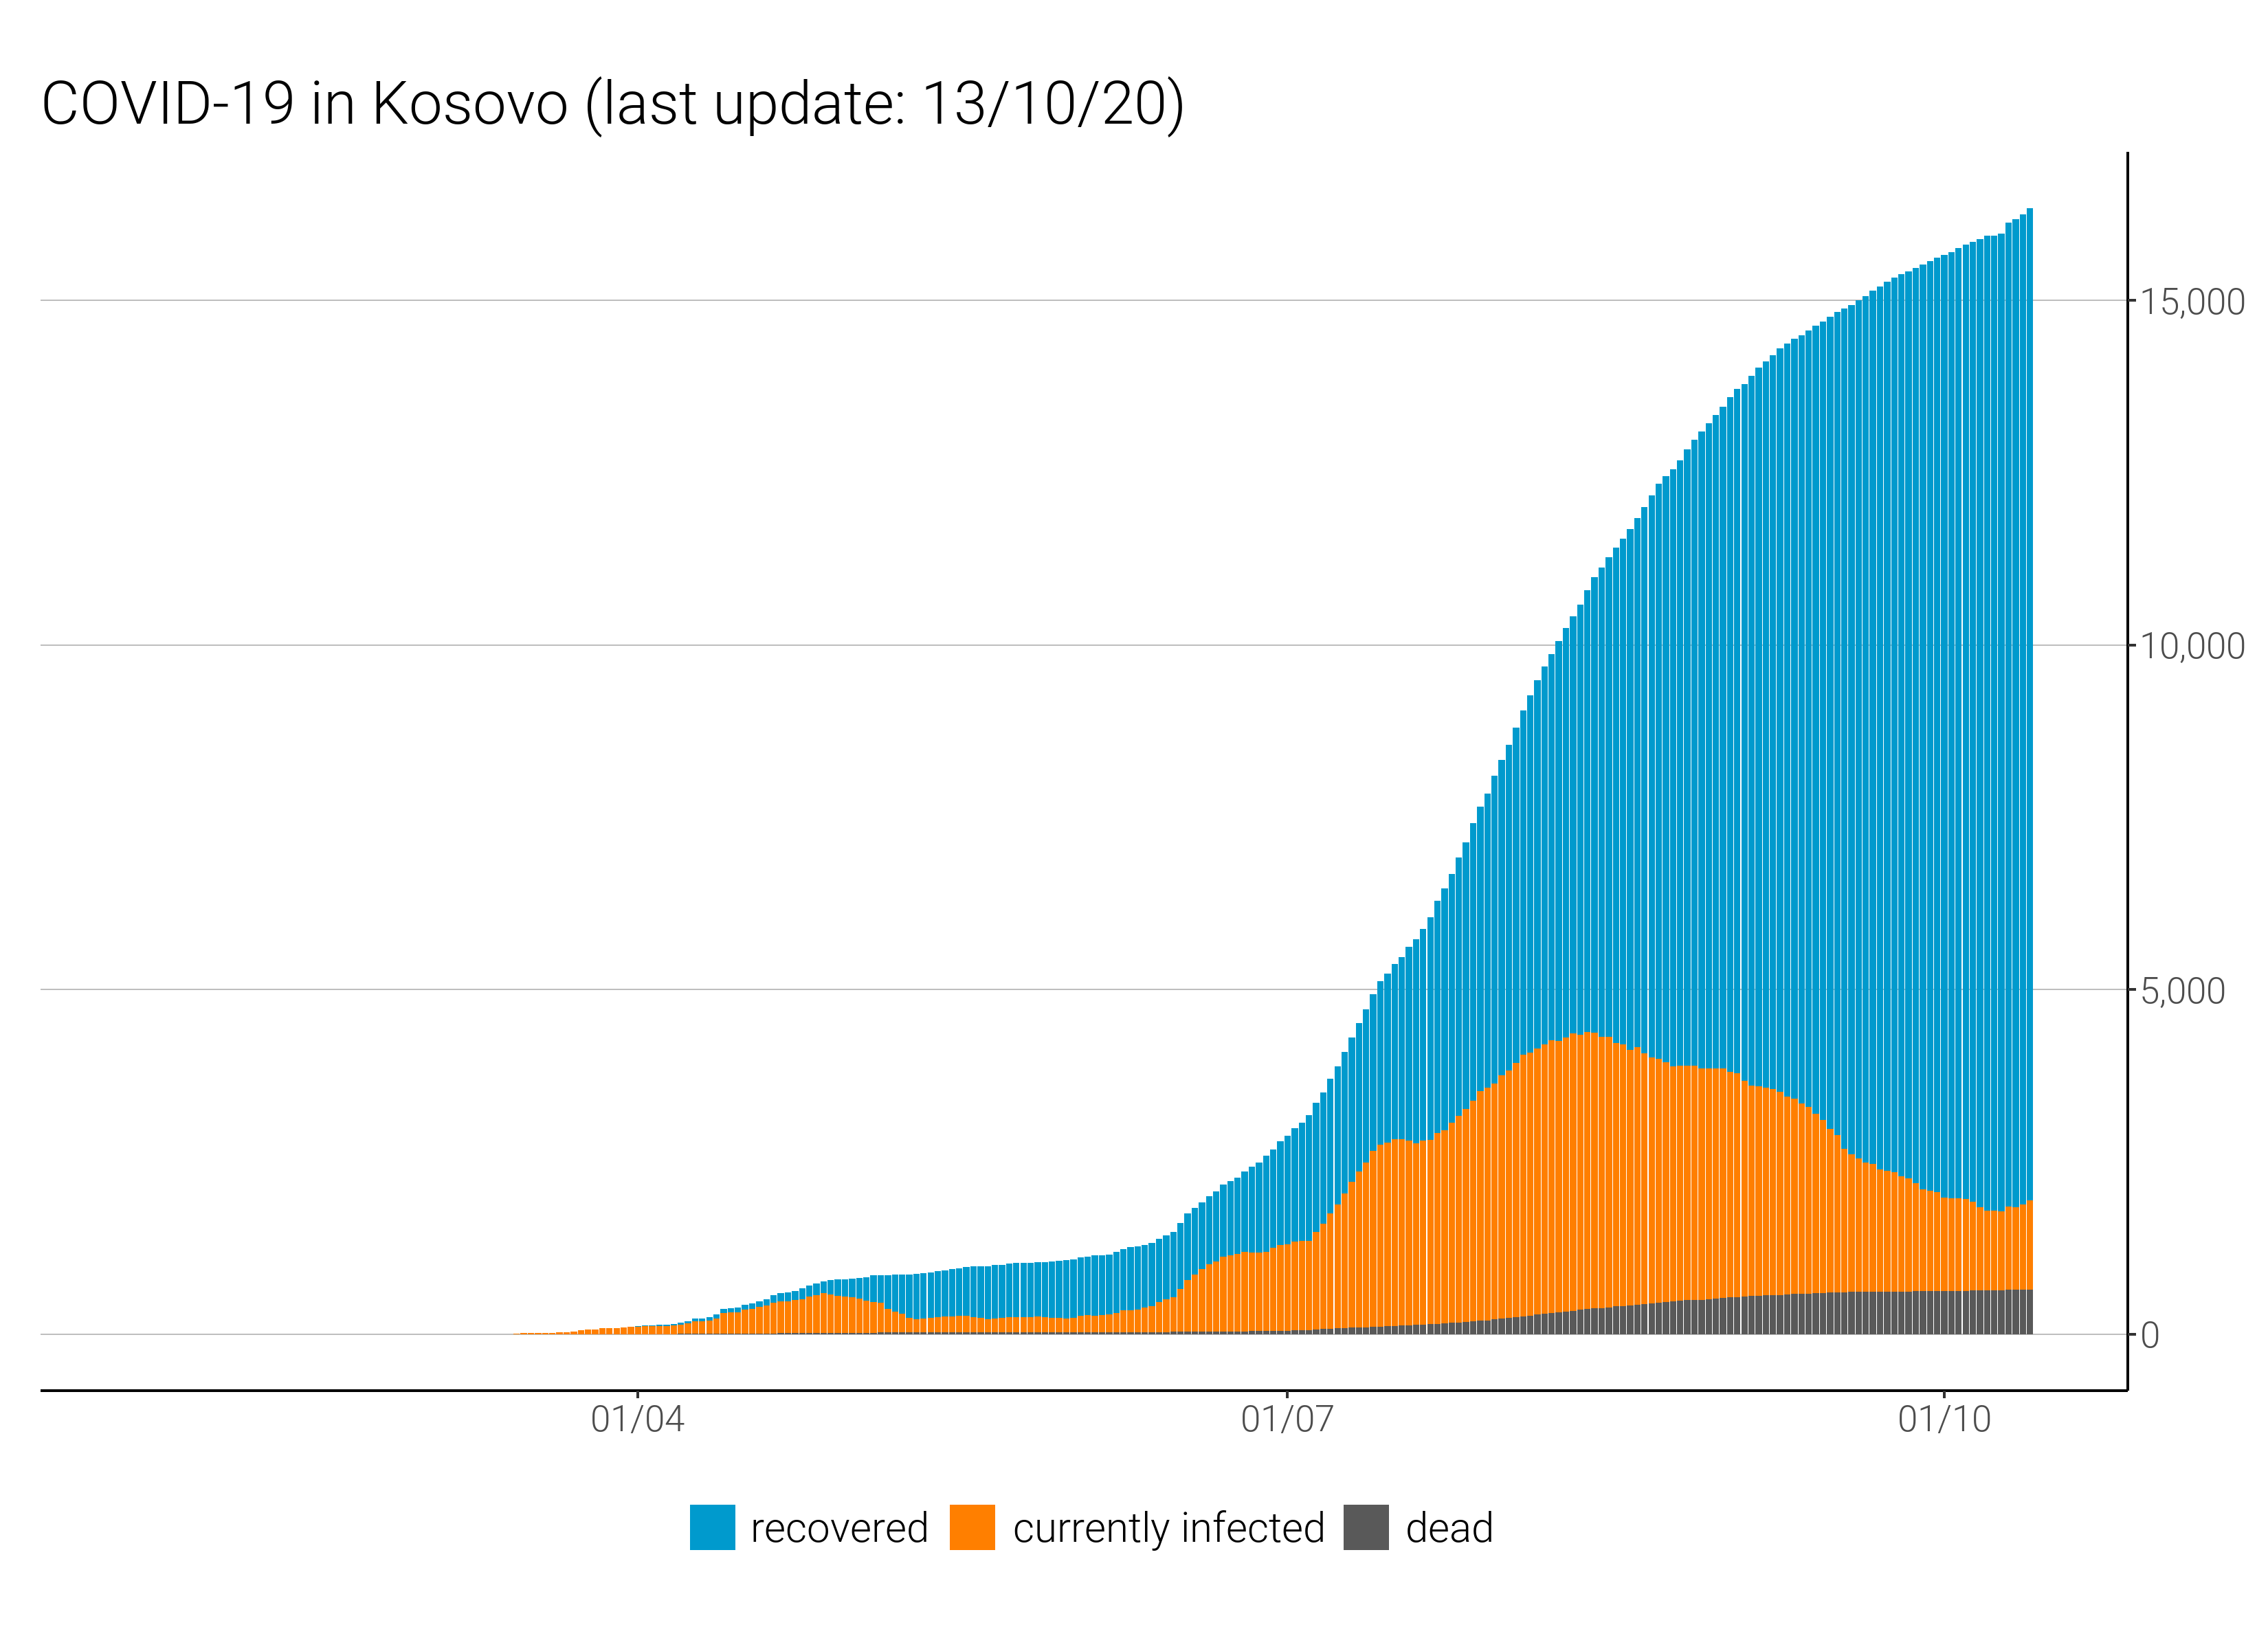 COVID-19 in Kosovo (last update: 13/10/20)
15,000
10,000
5,000
0
01/04 01/07 01/10
recovered currently infected dead